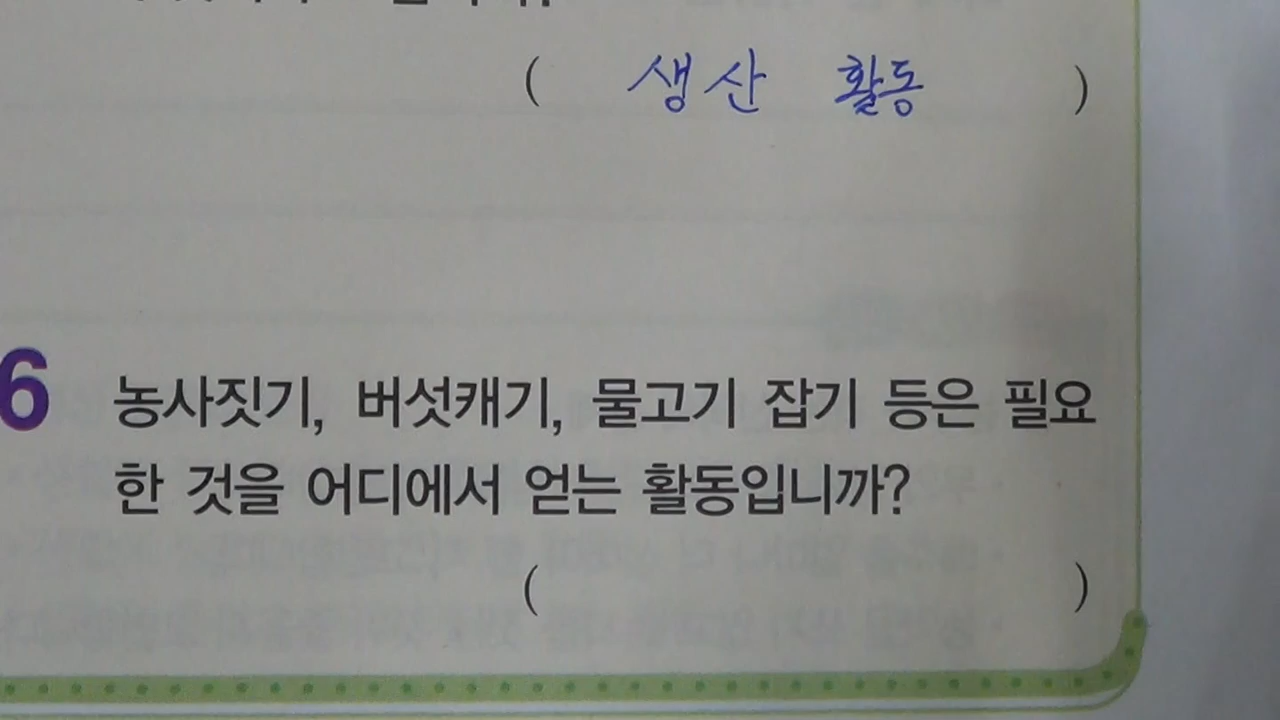 ( 생산 활동 )
6 농사짓기, 버섯캐기, 물고기 잡기 등은 필요
한 것을 어디에서 얻는 활동입니까?
( )